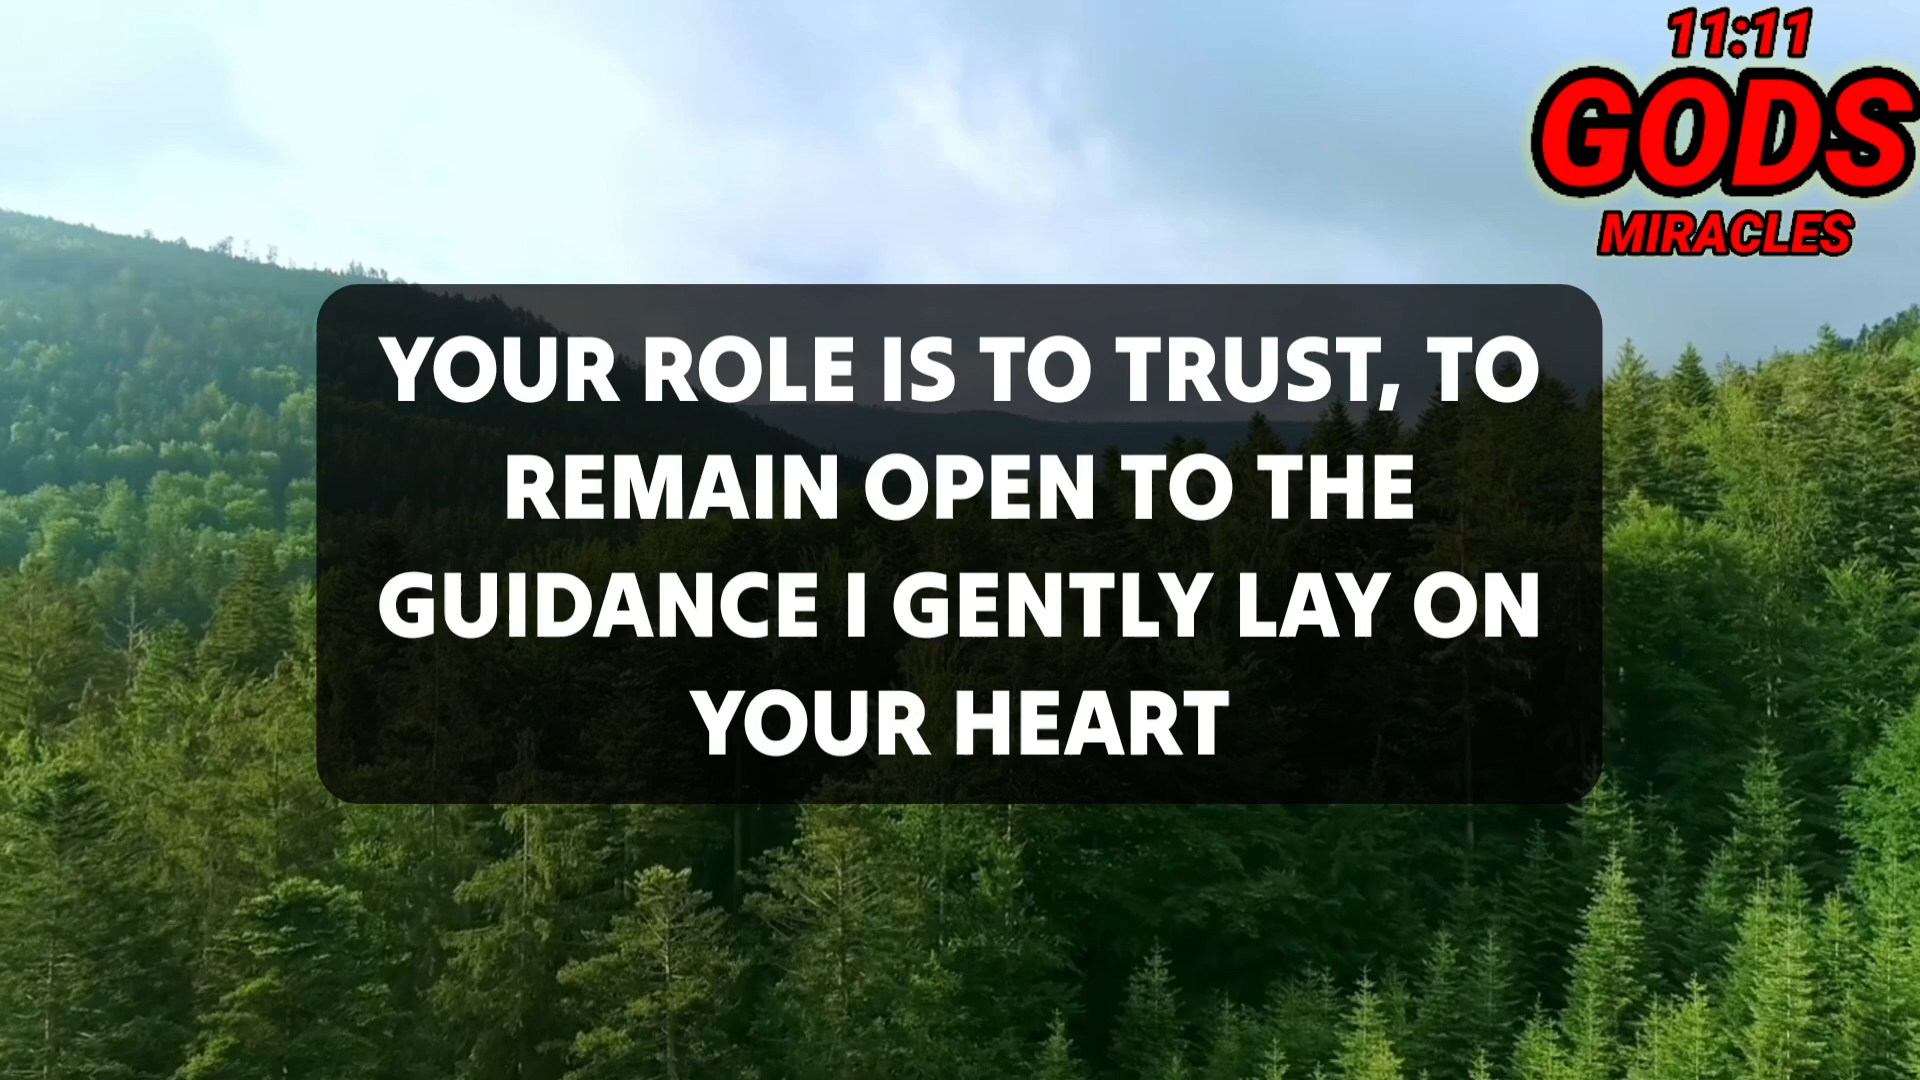 11:11
GODS
MIRACLES
YOUR ROLE IS TO TRUST, TO
REMAIN OPEN TO THE
GUIDANCE I GENTLY LAY ON
YOUR HEART